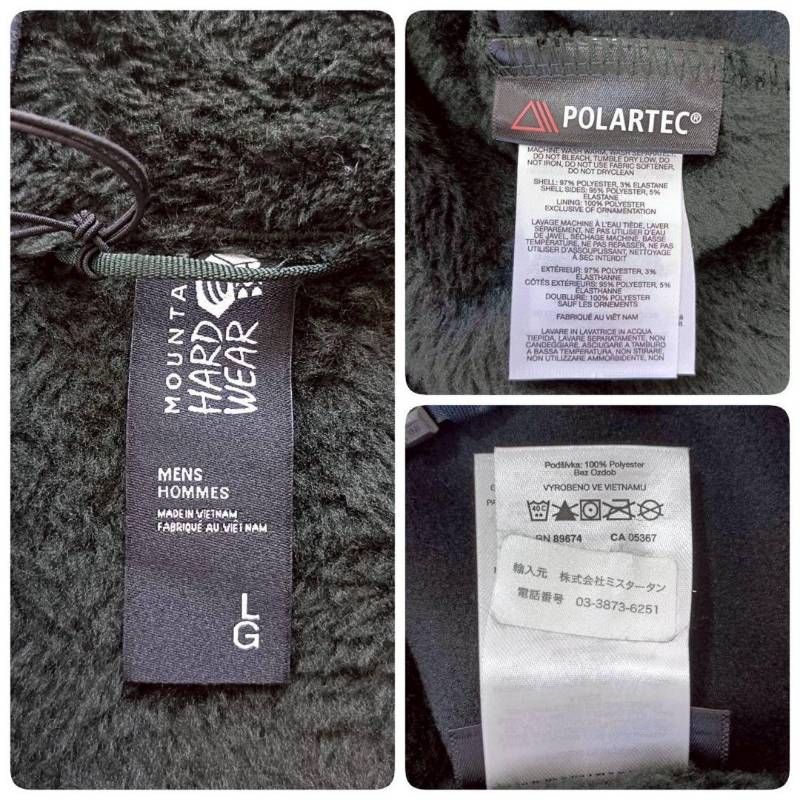 MOUNTA
HARD
WEAR
MENS
HOMMES
MADE IN VIETNAM
FABRIQUÉ AU VIET NAM
L
G
POLARTEC®
MACHINE WASH WARM,
DO NOT BLEACH, TUMBLE DRY LOW, DO
NOT IRON, DO NOT USE FABRIC SOFTENER,
DO NOT DRYCLEAN
SHELL: 97% POLYESTER, 3% ELASTANE
SHELL SIDES: 95% POLYESTER, 5%
ELASTANE
LINING: 100% POLYESTER
EXCLUSIVE OF ORNAMENTATION
LAVAGE MACHINE À L'EAU TIÈDE, LAVER
SÉPAREMENT, NE PAS UTILISER D'EAU
DE JAVEL, SÉCHAGE MACHINE, BASSE
TEMPÉRATURE, NE PAS REPASSER, NE PAS
UTILISER D'ASSOUPLISSANT, NETTOYAGE
À SEC INTERDIT
EXTÉRIEUR: 97% POLYESTER, 3%
ÉLASTHANNE
CÔTÉS EXTÉRIEURS: 95% POLYESTER, 5%
ÉLASTHANNE
DOUBLURE: 100% POLYESTER
SAUF LES ORNEMENTS
FABRIQUÉ AU VIÊT NAM
LAVARE IN LAVATRICE IN ACQUA
TIEPIDA, LAVARE SEPARATAMENTE, NON
CANDEGGIARE, ASCIUGARE A TAMBURO
A BASSA TEMPERATURA, NON STIRARE,
NON UTILIZZARE AMMORBIDENTE, NON
Podšívka: 100% Polyester
Bez Ozdob
VYROBENO VE VIETNAMU
40C
RN 89674 CA 05367
輸入元 株式会社ミスタータン
電話番号 03-3873-6251